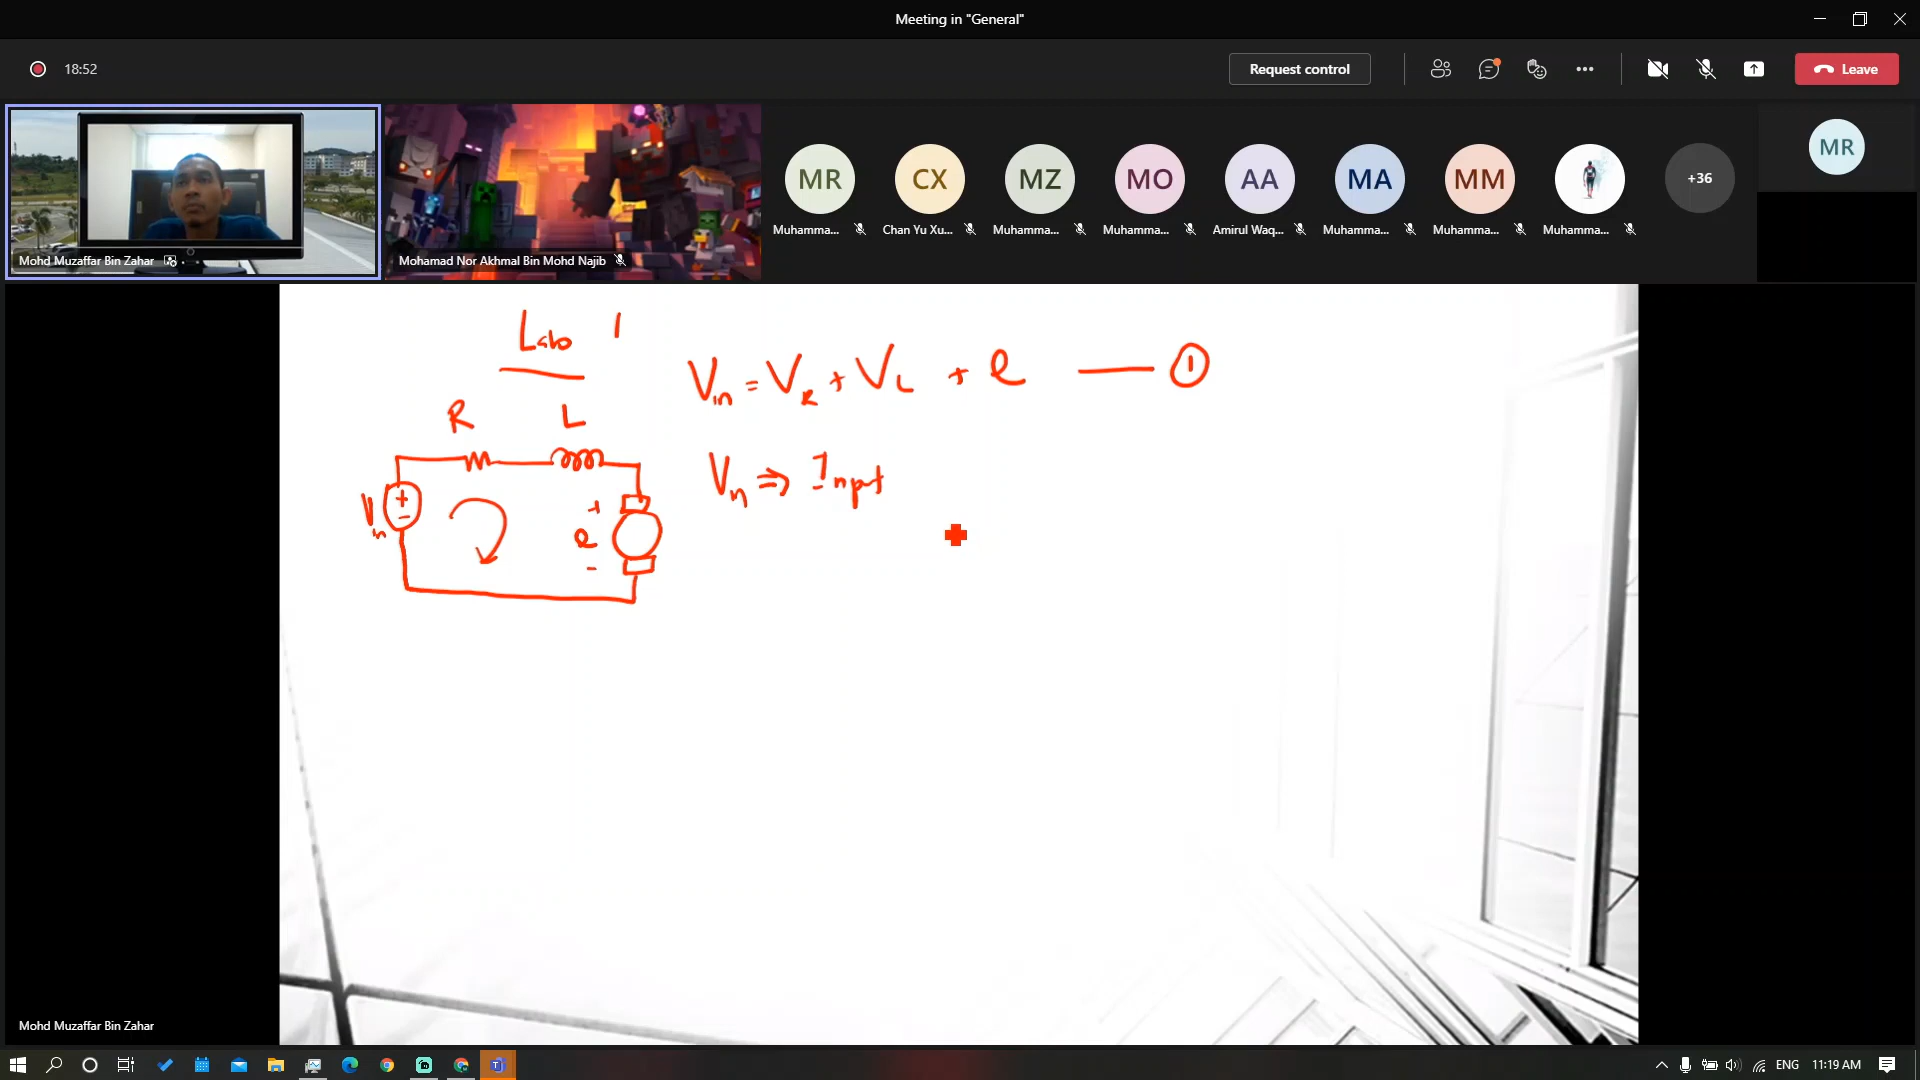 Meeting in "General"
18:52
Request control
Leave
MR
CX
MZ
MO
AA
MA
MM
+36
MR
Muhamma...
Chan Yu Xu...
Muhamma...
Muhamma...
Amirul Waq...
Muhamma...
Muhamma...
Muhamma...
Mohd Muzaffar Bin Zahar
Mohamad Nor Akhmal Bin Mohd Najib
Lab 1
Vin = VR + VL + e — ①
R L
Vin ⇒ Input
Vin + - + e -
Mohd Muzaffar Bin Zahar
ENG
11:19 AM